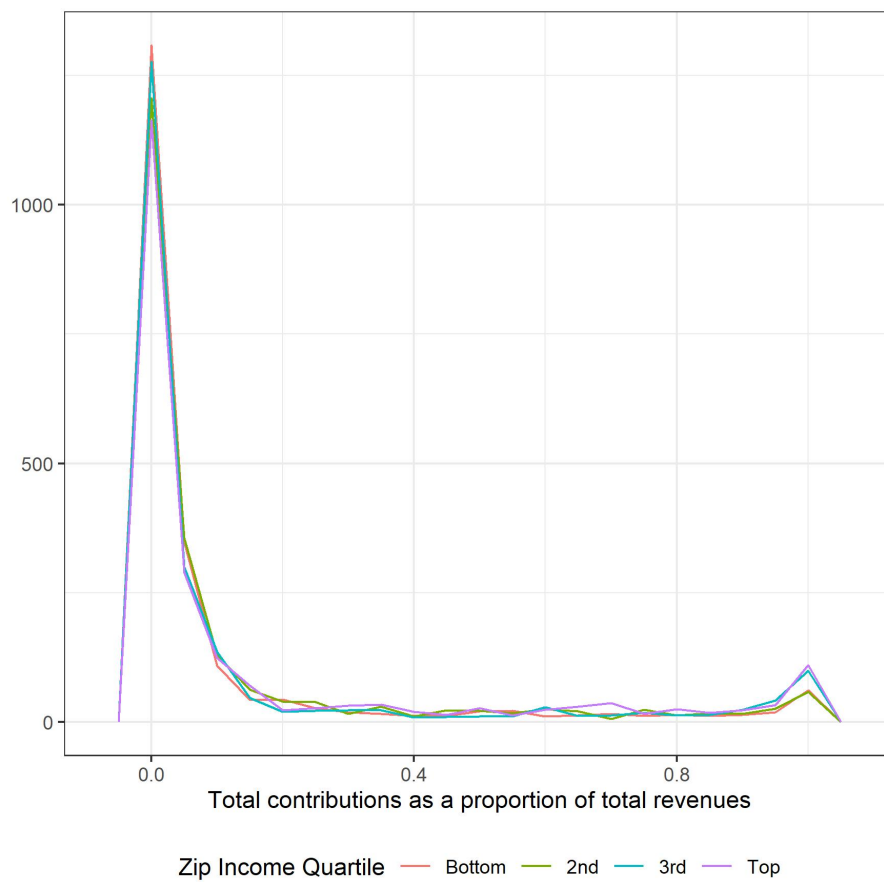 1000
500
0
0.0 0.4 0.8
Total contributions as a proportion of total revenues
Zip Income Quartile Bottom 2nd 3rd Top